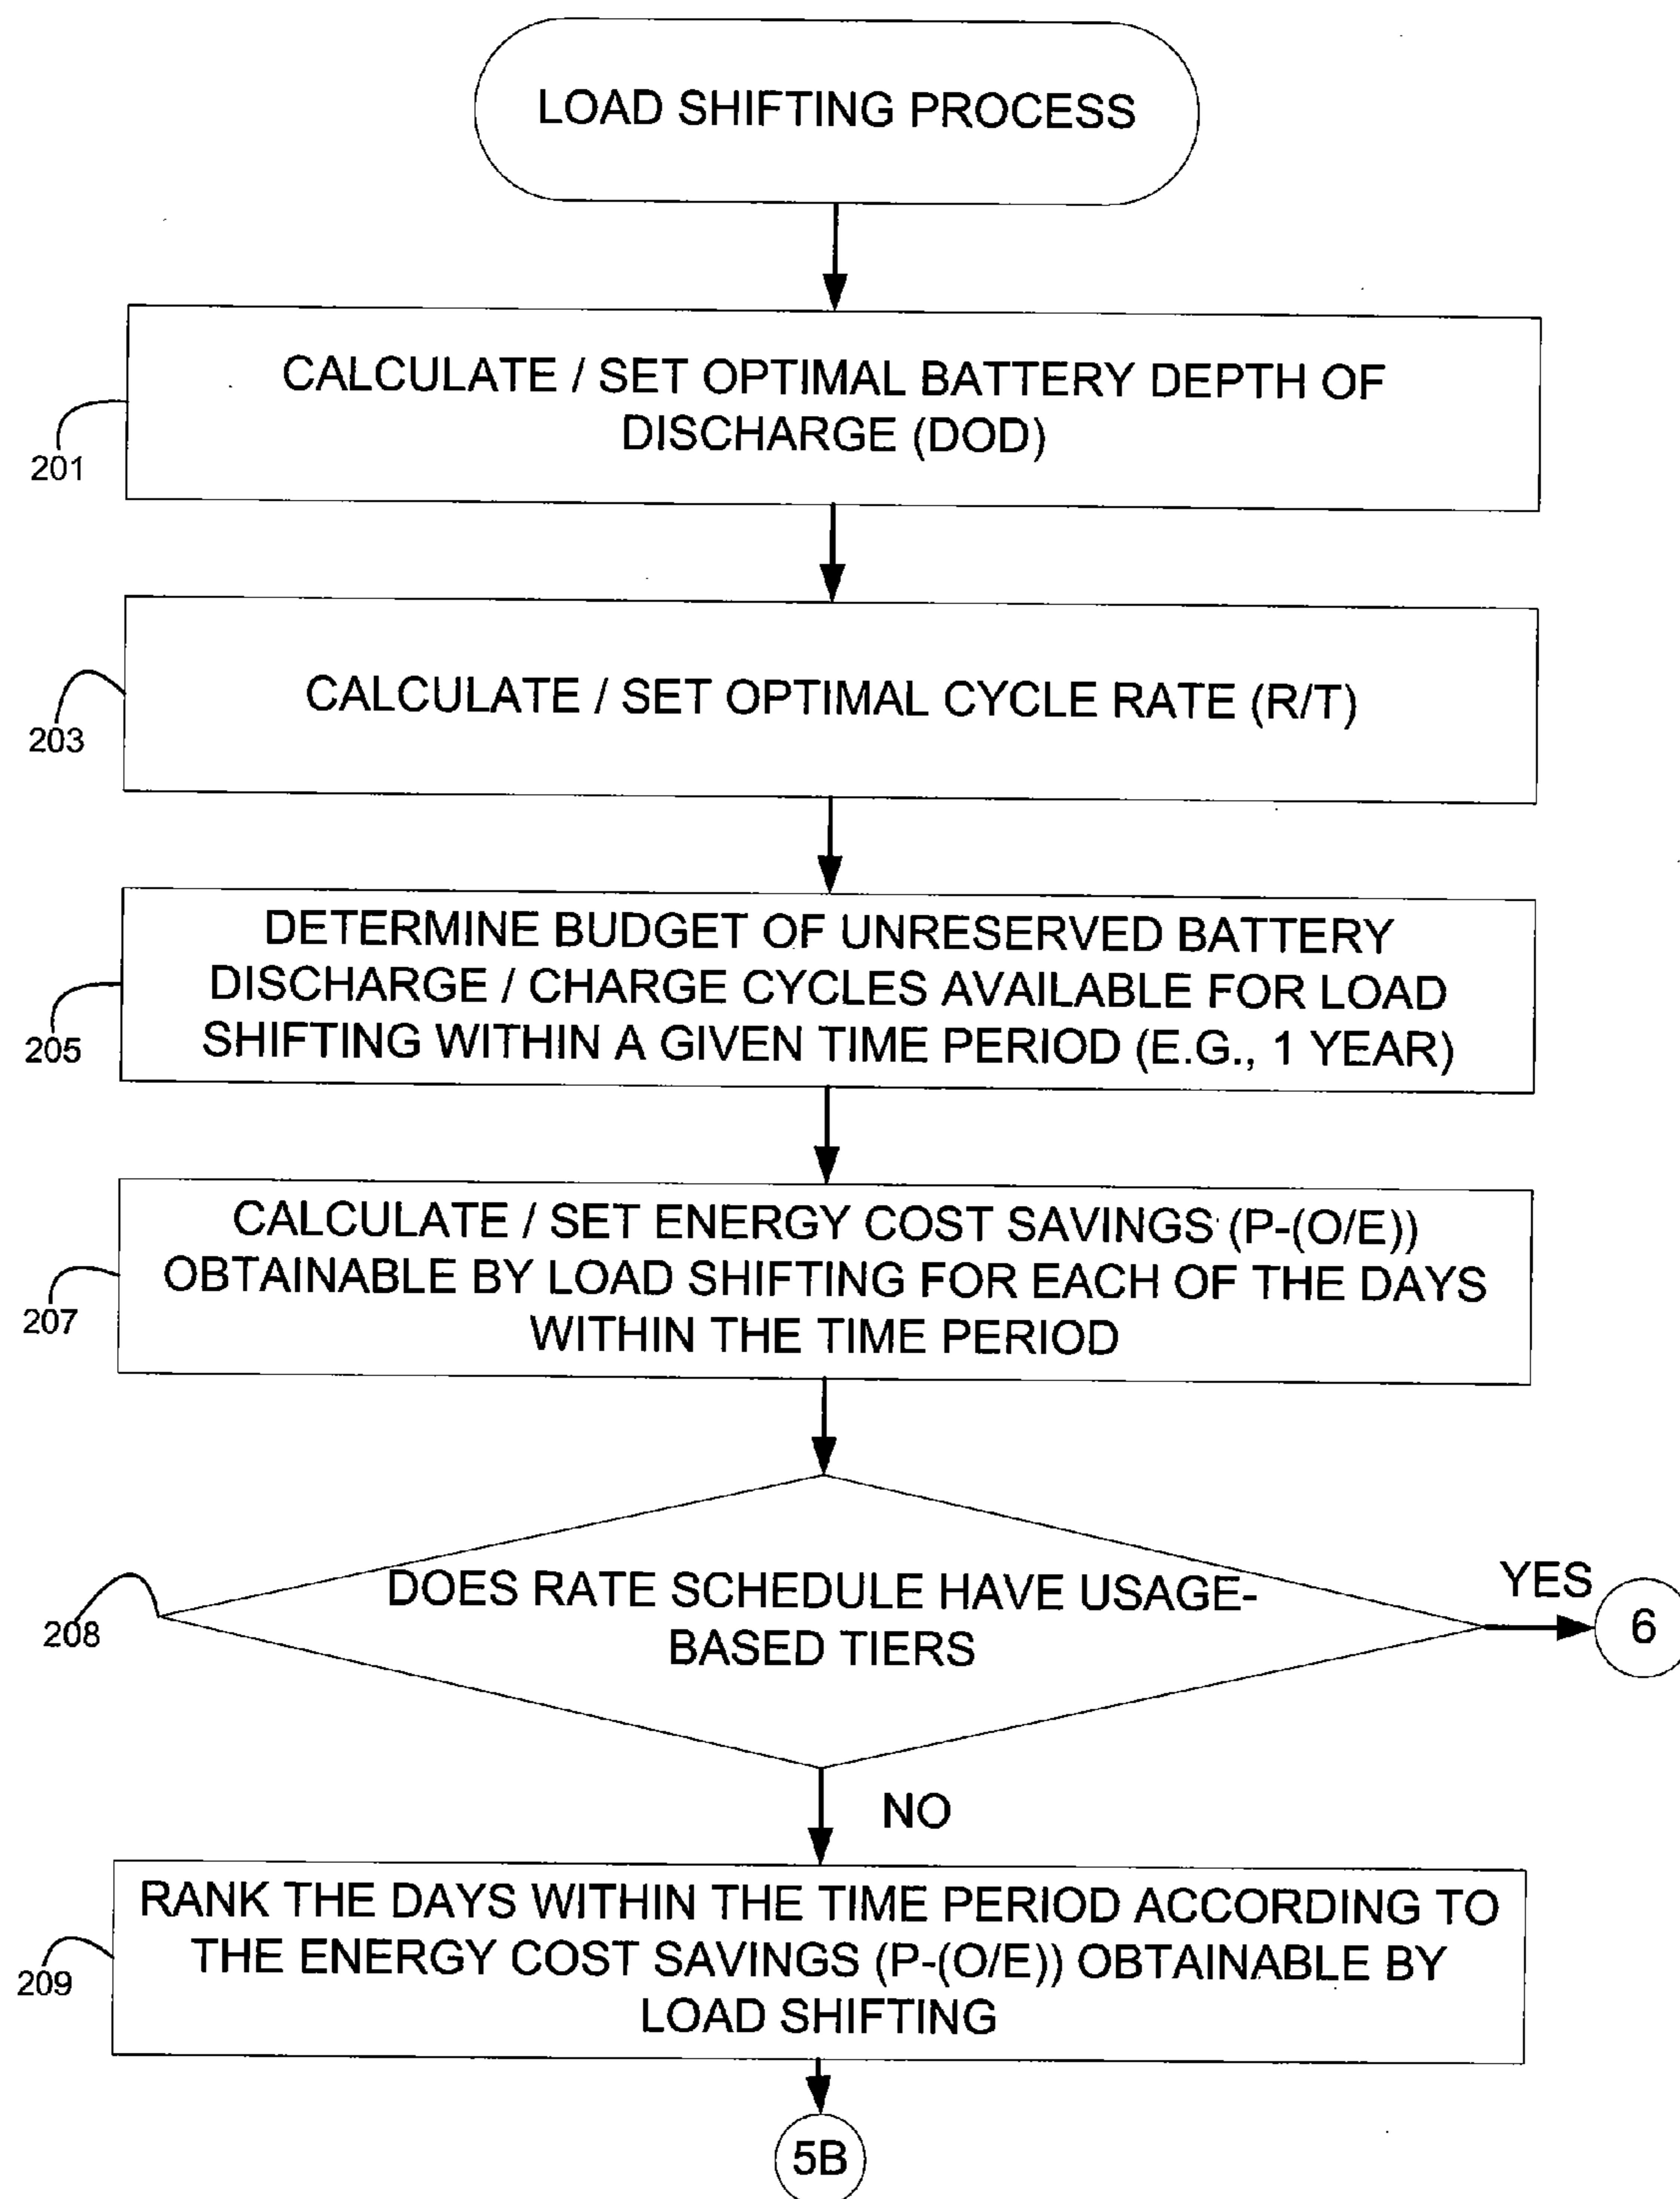 LOAD SHIFTING PROCESS
CALCULATE / SET OPTIMAL BATTERY DEPTH OF
DISCHARGE (DOD)
201
CALCULATE / SET OPTIMAL CYCLE RATE (R/T)
203
DETERMINE BUDGET OF UNRESERVED BATTERY
DISCHARGE / CHARGE CYCLES AVAILABLE FOR LOAD
SHIFTING WITHIN A GIVEN TIME PERIOD (E.G., 1 YEAR)
205
CALCULATE / SET ENERGY COST SAVINGS (P-(O/E))
OBTAINABLE BY LOAD SHIFTING FOR EACH OF THE DAYS
WITHIN THE TIME PERIOD
207
DOES RATE SCHEDULE HAVE USAGE-
BASED TIERS
208
YES
6
NO
RANK THE DAYS WITHIN THE TIME PERIOD ACCORDING TO
THE ENERGY COST SAVINGS (P-(O/E)) OBTAINABLE BY
LOAD SHIFTING
209
5B